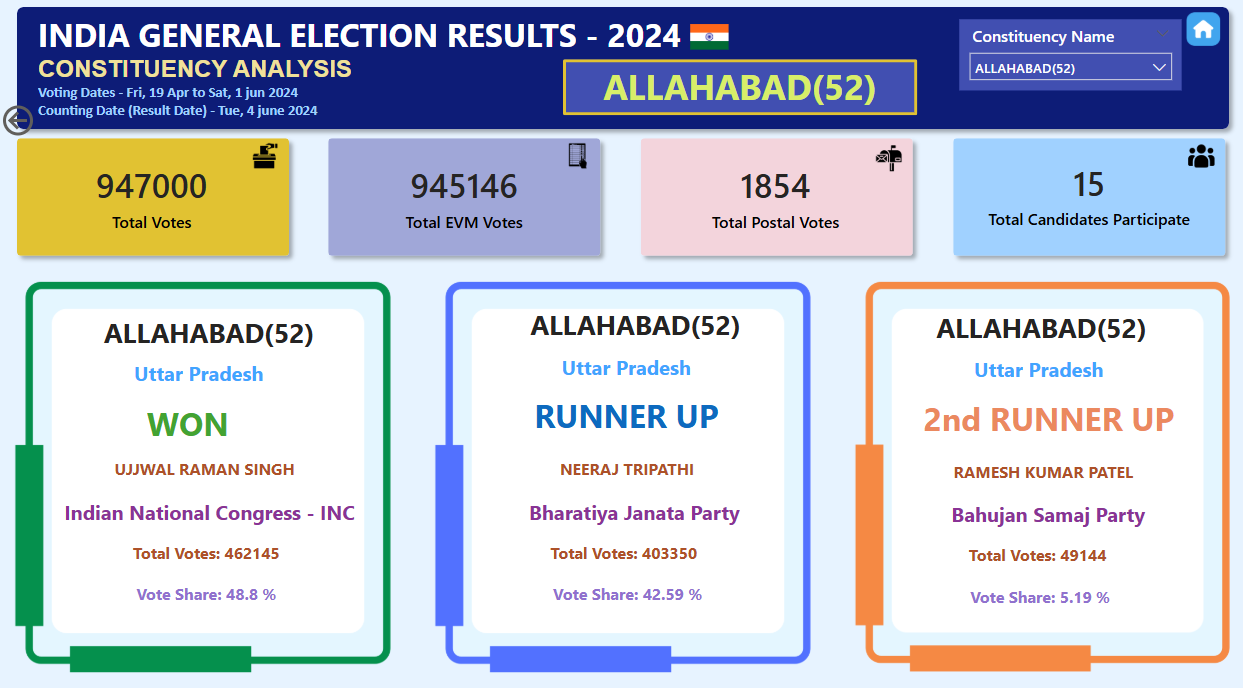 INDIA GENERAL ELECTION RESULTS - 2024
CONSTITUENCY ANALYSIS
Voting Dates - Fri, 19 Apr to Sat, 1 jun 2024
Counting Date (Result Date) - Tue, 4 june 2024
ALLAHABAD(52)
Constituency Name
ALLAHABAD(52)
947000
Total Votes
945146
Total EVM Votes
1854
Total Postal Votes
15
Total Candidates Participate
ALLAHABAD(52)
Uttar Pradesh
WON
UJJWAL RAMAN SINGH
Indian National Congress - INC
Total Votes: 462145
Vote Share: 48.8 %
ALLAHABAD(52)
Uttar Pradesh
RUNNER UP
NEERAJ TRIPATHI
Bharatiya Janata Party
Total Votes: 403350
Vote Share: 42.59 %
ALLAHABAD(52)
Uttar Pradesh
2nd RUNNER UP
RAMESH KUMAR PATEL
Bahujan Samaj Party
Total Votes: 49144
Vote Share: 5.19 %